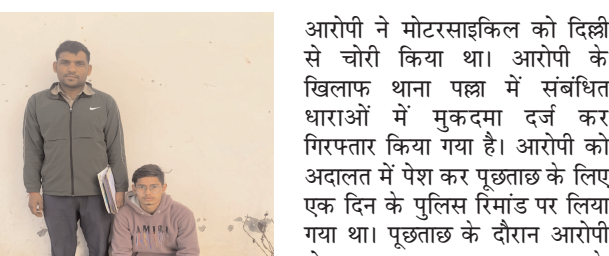 आरोपी ने मोटरसाइकिल को दिल्ली
से चोरी किया था। आरोपी के
खिलाफ थाना पल्ला में संबंधित
धाराओं में मुकदमा दर्ज कर
गिरफ्तार किया गया है। आरोपी को
अदालत में पेश कर पूछताछ के लिए
एक दिन के पुलिस रिमांड पर लिया
गया था। पूछताछ के दौरान आरोपी
AMIRI